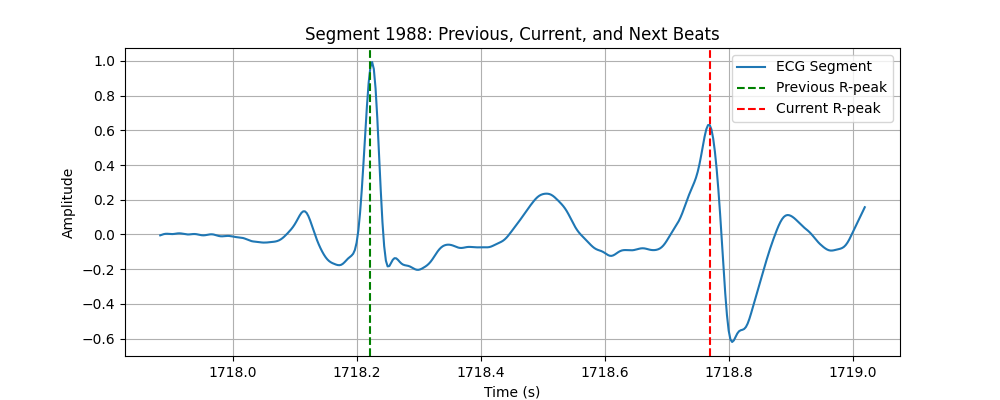 Segment 1988: Previous, Current, and Next Beats
ECG Segment
Previous R-peak
Current R-peak
1.0
0.8
0.6
0.4
0.2
0.0
−0.2
−0.4
−0.6
Amplitude
1718.0 1718.2 1718.4 1718.6 1718.8 1719.0
Time (s)